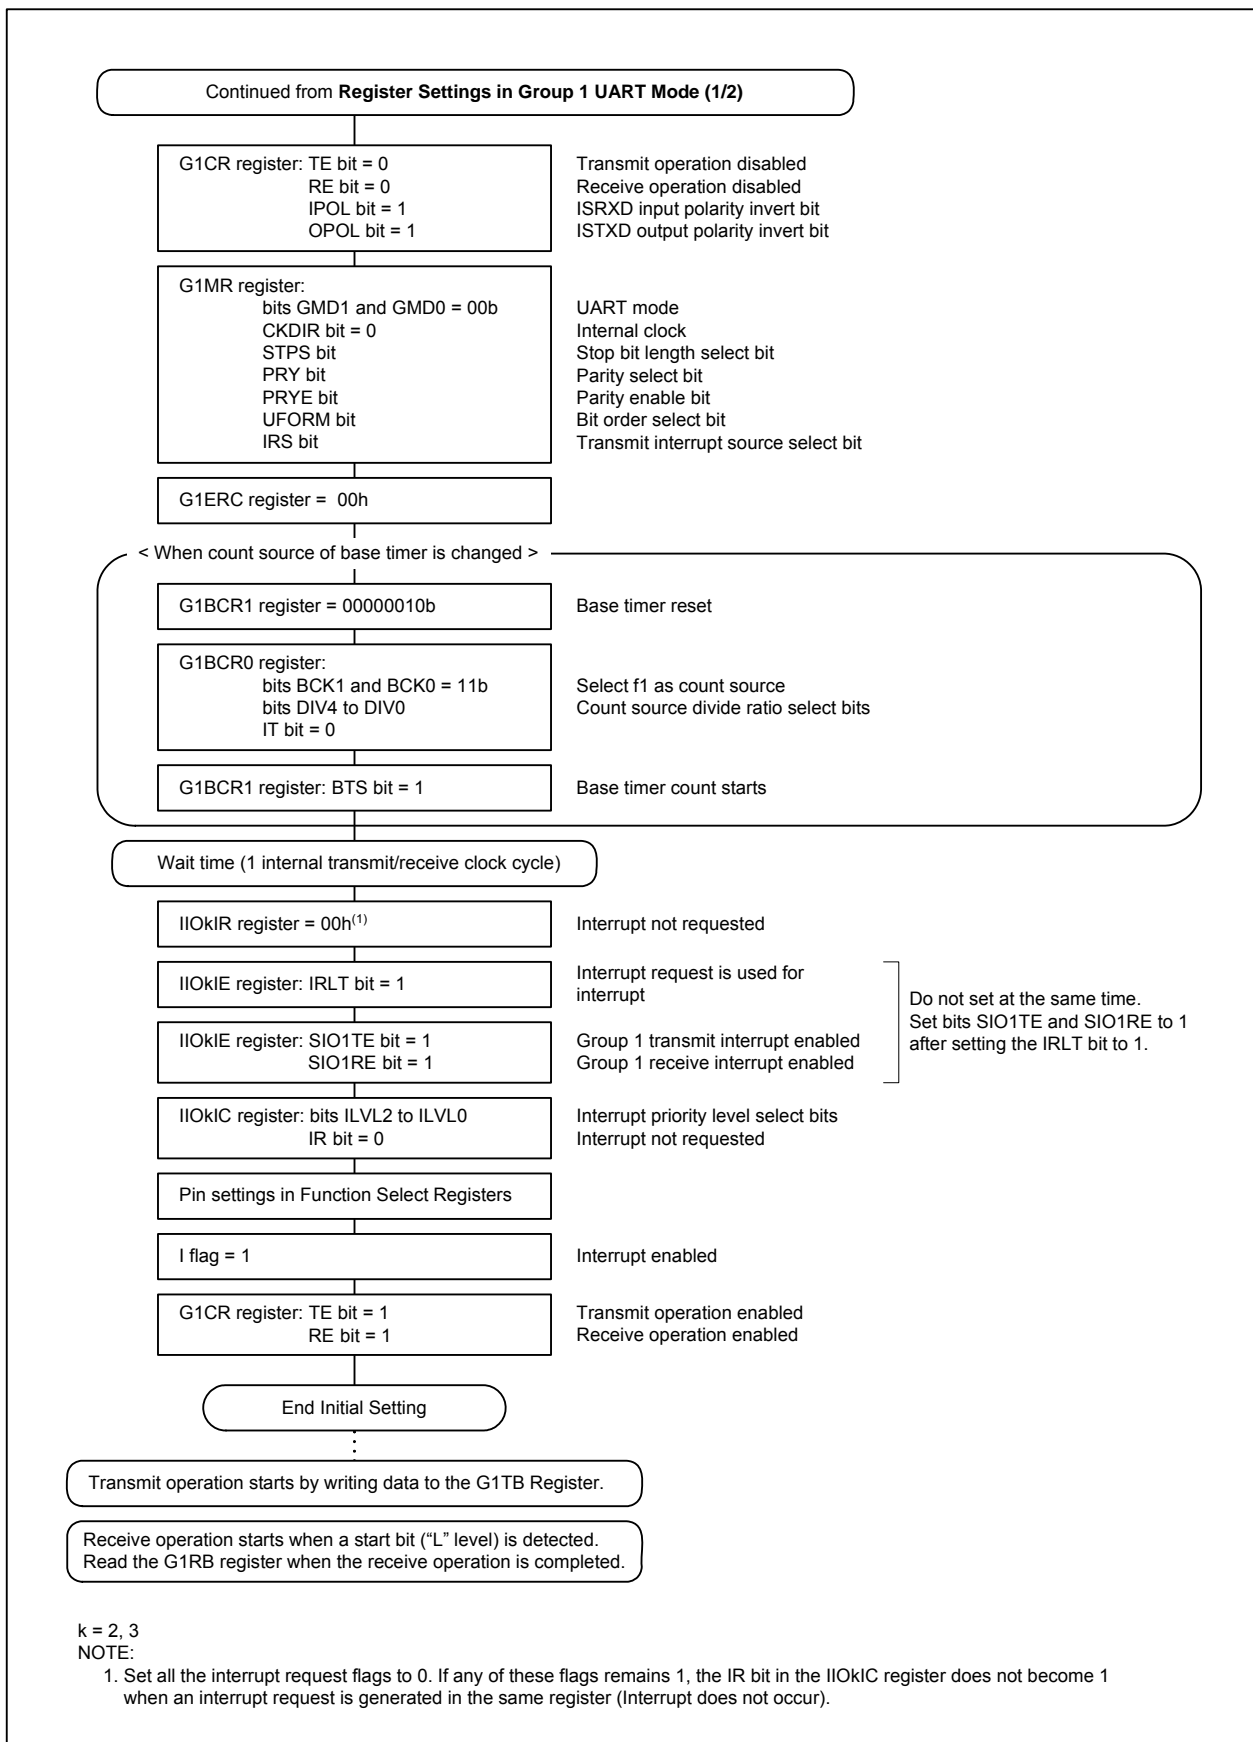 Continued from Register Settings in Group 1 UART Mode (1/2)
G1CR register: TE bit = 0 Transmit operation disabled
RE bit = 0 Receive operation disabled
IPOL bit = 1 ISRXD input polarity invert bit
OPOL bit = 1 ISTXD output polarity invert bit
G1MR register:
bits GMD1 and GMD0 = 00b UART mode
CKDIR bit = 0 Internal clock
STPS bit Stop bit length select bit
PRY bit Parity select bit
PRYE bit Parity enable bit
UFORM bit Bit order select bit
IRS bit Transmit interrupt source select bit
G1ERC register = 00h
< When count source of base timer is changed >
G1BCR1 register = 00000010b Base timer reset
G1BCR0 register:
bits BCK1 and BCK0 = 11b Select f1 as count source
bits DIV4 to DIV0 Count source divide ratio select bits
IT bit = 0
G1BCR1 register: BTS bit = 1 Base timer count starts
Wait time (1 internal transmit/receive clock cycle)
IIOkIR register = 00h(1) Interrupt not requested
IIOkIE register: IRLT bit = 1 Interrupt request is used for
interrupt
IIOkIE register: SIO1TE bit = 1 Group 1 transmit interrupt enabled
SIO1RE bit = 1 Group 1 receive interrupt enabled
Do not set at the same time.
Set bits SIO1TE and SIO1RE to 1
after setting the IRLT bit to 1.
IIOkIC register: bits ILVL2 to ILVL0 Interrupt priority level select bits
IR bit = 0 Interrupt not requested
Pin settings in Function Select Registers
I flag = 1 Interrupt enabled
G1CR register: TE bit = 1 Transmit operation enabled
RE bit = 1 Receive operation enabled
End Initial Setting
Transmit operation starts by writing data to the G1TB Register.
Receive operation starts when a start bit (“L” level) is detected.
Read the G1RB register when the receive operation is completed.
k = 2, 3
NOTE:
1. Set all the interrupt request flags to 0. If any of these flags remains 1, the IR bit in the IIOkIC register does not become 1
when an interrupt request is generated in the same register (Interrupt does not occur).